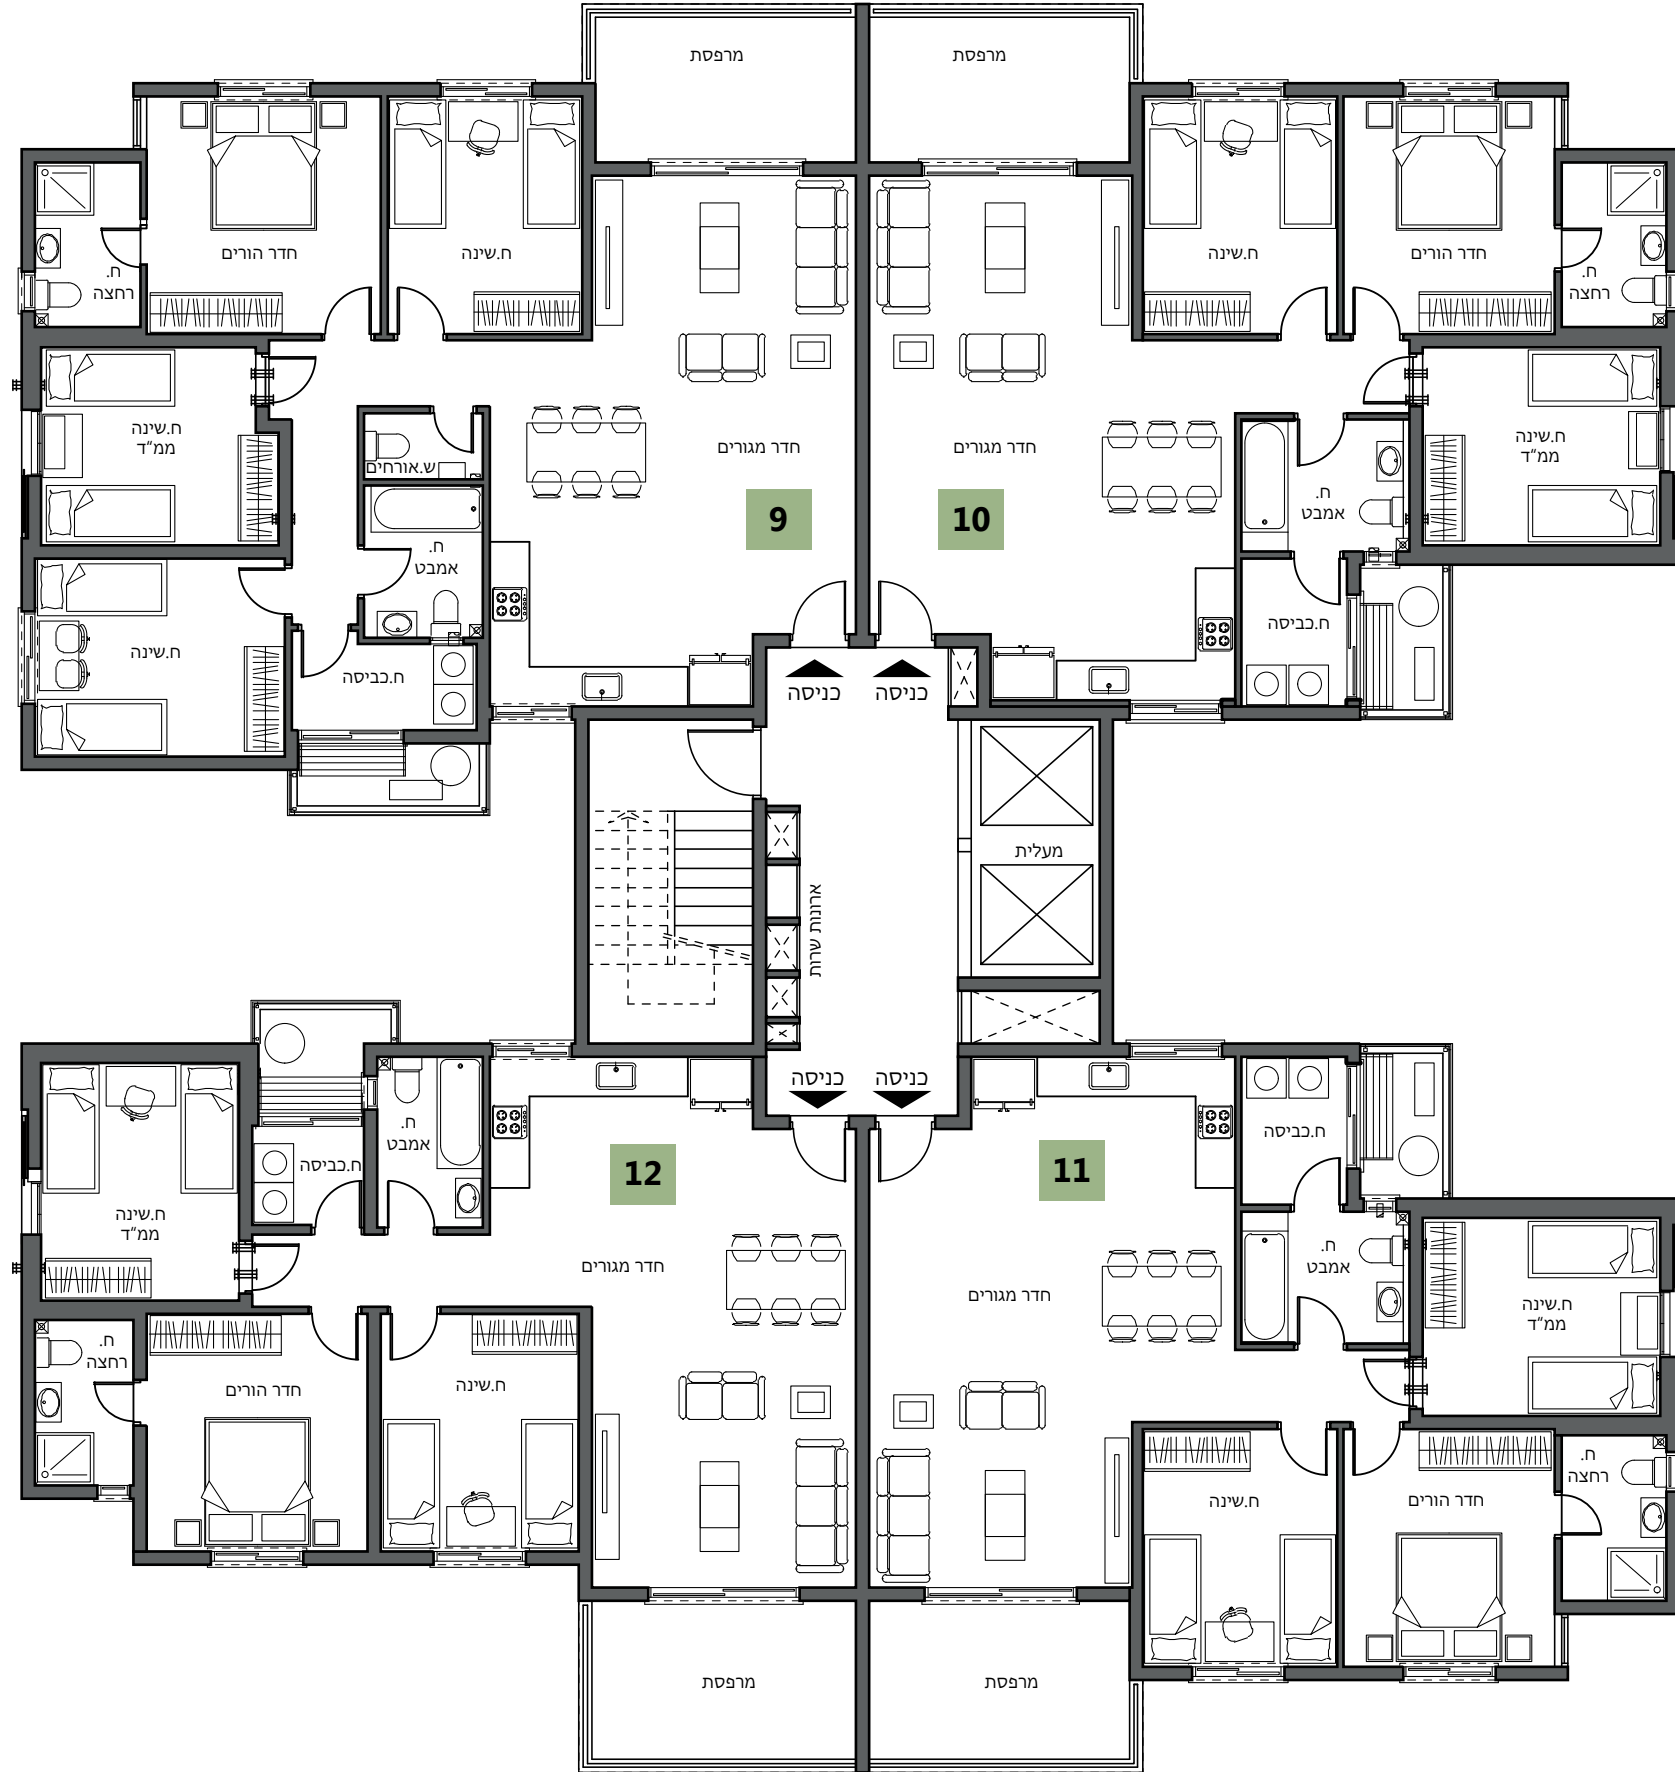 מרפסת
מרפסת
חדר הורים
ח.שינה
ח.שינה
חדר הורים
ח.
רחצה
ח.
רחצה
ח.שינה
ממ"ד
ש.אורחים
חדר מגורים
חדר מגורים
ח.שינה
ממ"ד
9
10
ח.
אמבט
ח.
אמבט
ח.שינה
ח.כביסה
ח.כביסה
כניסה
כניסה
מעלית
ארונות שרות
כניסה
כניסה
ח.
אמבט
ח.כביסה
12
11
ח.כביסה
ח.שינה
ממ"ד
חדר מגורים
חדר מגורים
ח.
אמבט
ח.שינה
ממ"ד
ח.
רחצה
חדר הורים
ח.שינה
ח.שינה
חדר הורים
ח.
רחצה
מרפסת
מרפסת